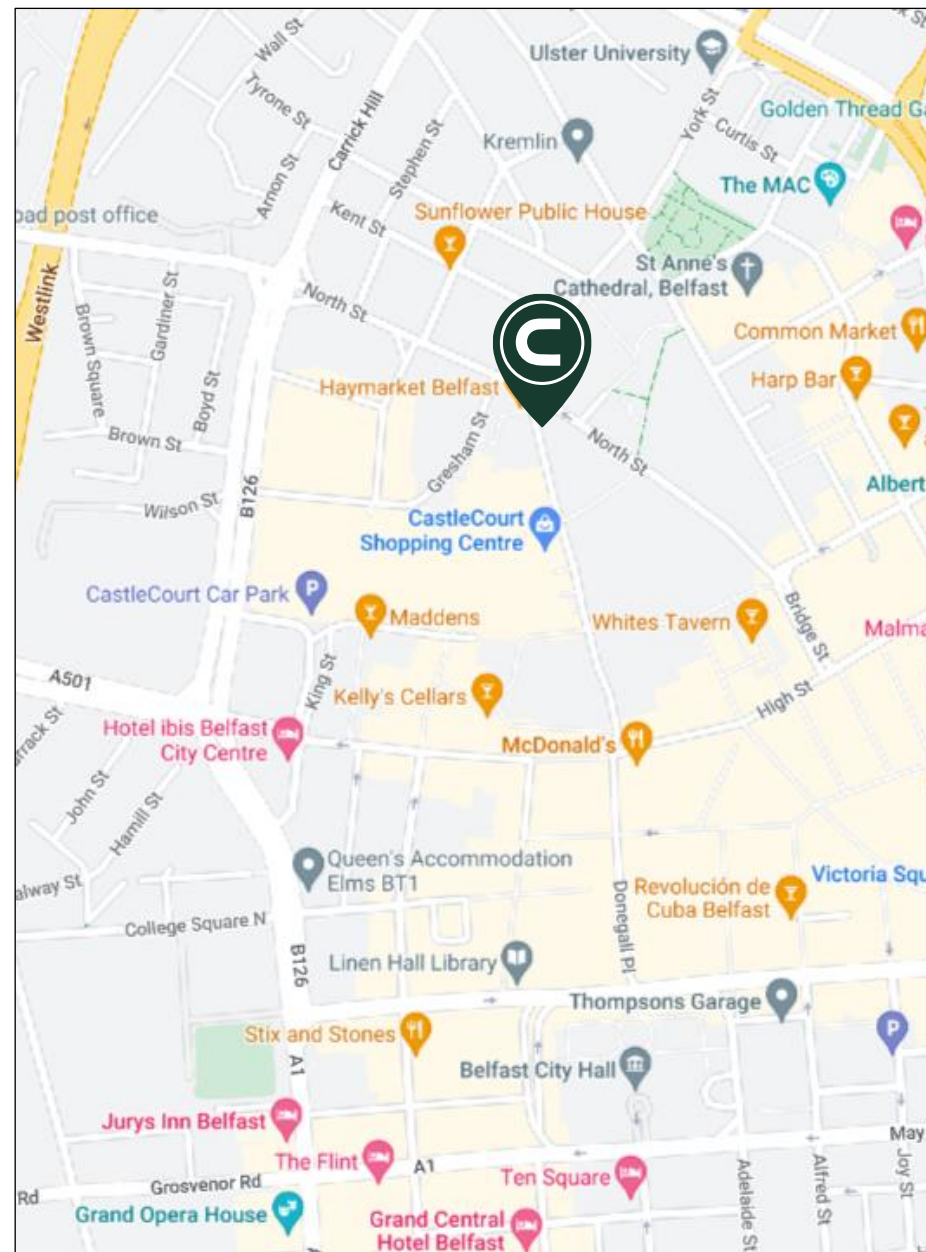 Wall St
Ulster University
Tyrone St
Carrick Hill
York St
Golden Thread Ga
Curtis St
Kremlin
Stephen St
Arnon St
The MAC
oad post office
Kent St
Sunflower Public House
St Anne's
Cathedral, Belfast
Westlink
Gardiner St
North St
Brown Square
Common Market
C
Haymarket Belfast
Harp Bar
Boyd St
Brown St
Gresham St
North St
Wilson St
B126
Albert
CastleCourt
Shopping Centre
CastleCourt Car Park
P
Maddens
Whites Tavern
Bridge St
Malma
A501
King St
Kelly's Cellars
High St
Hotel ibis Belfast
City Centre
McDonald's
arrack St
John St
Hamill St
Queen's Accommodation
Elms BT1
alway St
Victoria Squ
Revolución de
Cuba Belfast
Donegall Pl
College Square N
B126
Linen Hall Library
Thompsons Garage
P
Stix and Stones
A1
Belfast City Hall
Jurys Inn Belfast
May
The Flint
A1
Ten Square
Rd
Grosvenor Rd
Adelaide St
Alfred St
Joy St
Grand Opera House
Grand Central
Hotel Belfast